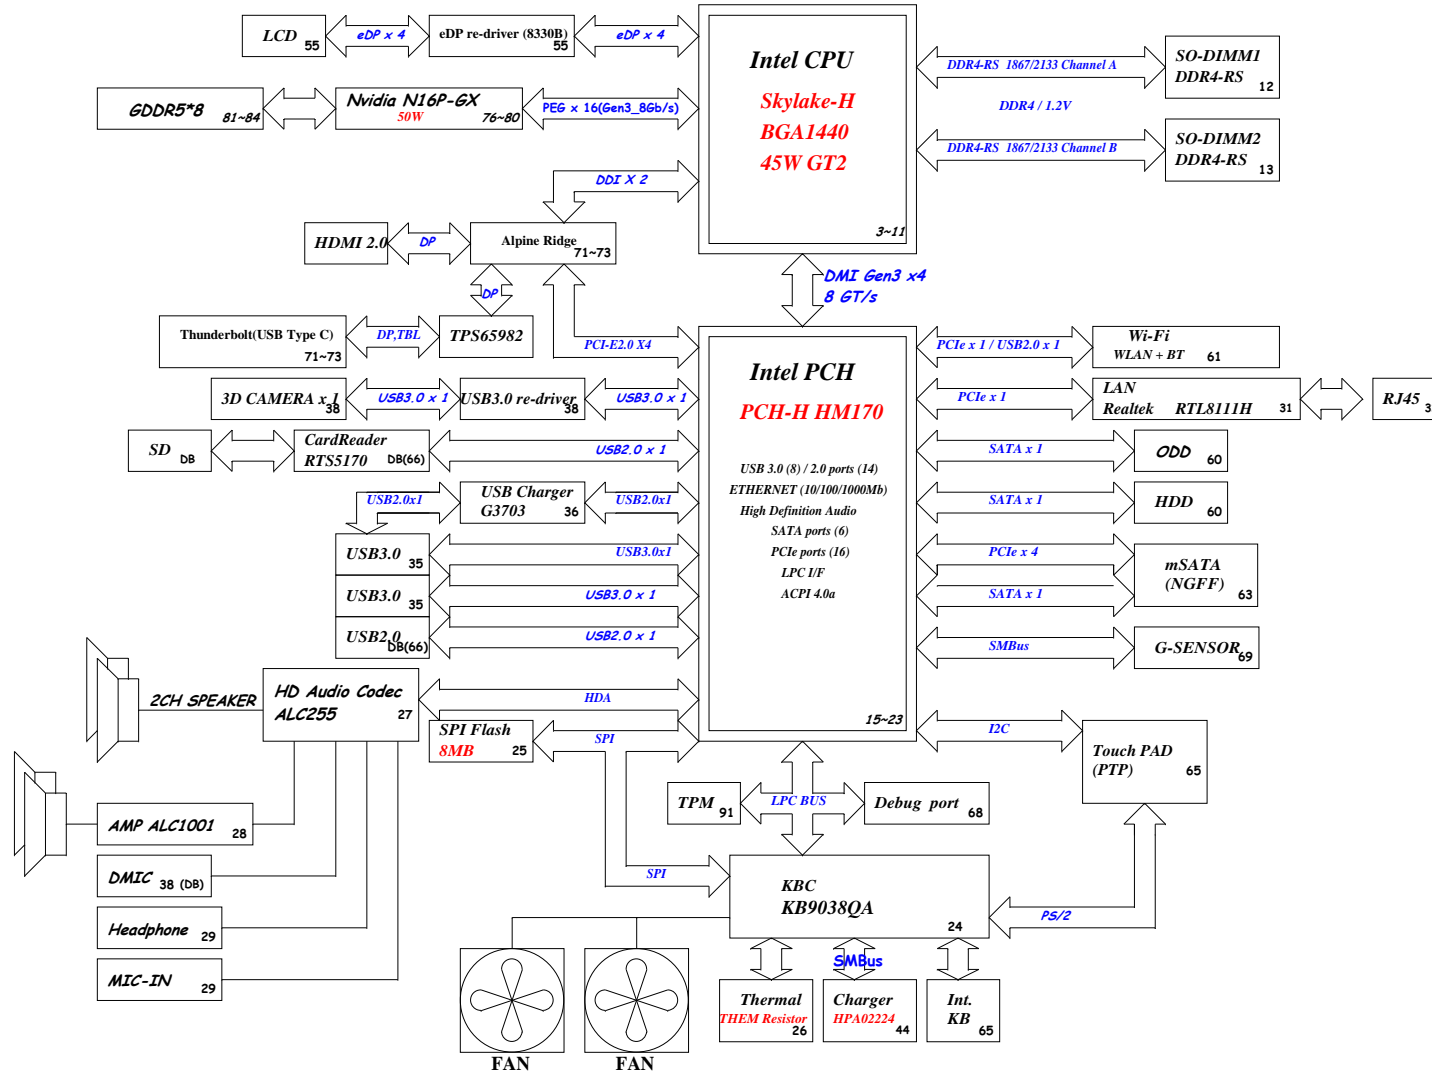 LCD
55
eDP x 4
eDP re-driver (8330B)
55
eDP x 4
GDDR5*8
81~84
Nvidia N16P-GX
50W
76~80
PEG x 16(Gen3_8Gb/s)
Intel CPU
Skylake-H
BGA1440
45W GT2
3~11
DDR4-RS 1867/2133 Channel A
DDR4 / 1.2V
DDR4-RS 1867/2133 Channel B
SO-DIMM1
DDR4-RS
12
SO-DIMM2
DDR4-RS
13
DDI X 2
HDMI 2.0
DP
Alpine Ridge
71~73
DP
DMI Gen3 x4
8 GT/s
Thunderbolt(USB Type C)
71~73
DP,TBL
TPS65982
PCI-E2.0 X4
3D CAMERA x 1
38
USB3.0 x 1
USB3.0 re-driver
38
USB3.0 x 1
SD
DB
CardReader
RTS5170
DB(66)
USB2.0 x 1
USB2.0x1
USB Charger
G3703
36
USB2.0x1
USB3.0
35
USB3.0x1
USB3.0
35
USB3.0 x 1
USB2.0
DB(66)
USB2.0 x 1
Intel PCH
PCH-H HM170
USB 3.0 (8) / 2.0 ports (14)
ETHERNET (10/100/1000Mb)
High Definition Audio
SATA ports (6)
PCIe ports (16)
LPC I/F
ACPI 4.0a
15~23
PCIe x 1 / USB2.0 x 1
Wi-Fi
WLAN + BT
61
PCIe x 1
LAN
Realtek RTL8111H
31
RJ45
3
SATA x 1
ODD
60
SATA x 1
HDD
60
PCIe x 4
SATA x 1
mSATA
(NGFF)
63
SMBus
G-SENSOR
69
2CH SPEAKER
HD Audio Codec
ALC255
27
HDA
SPI Flash
8MB
25
SPI
I2C
Touch PAD
(PTP)
65
TPM
91
LPC BUS
Debug port
68
AMP ALC1001
28
DMIC
38 (DB)
Headphone
29
MIC-IN
29
SPI
KBC
KB9038QA
24
PS/2
SMBus
Thermal
THEM Resistor
26
Charger
HPA02224
44
Int.
KB
65
FAN
FAN